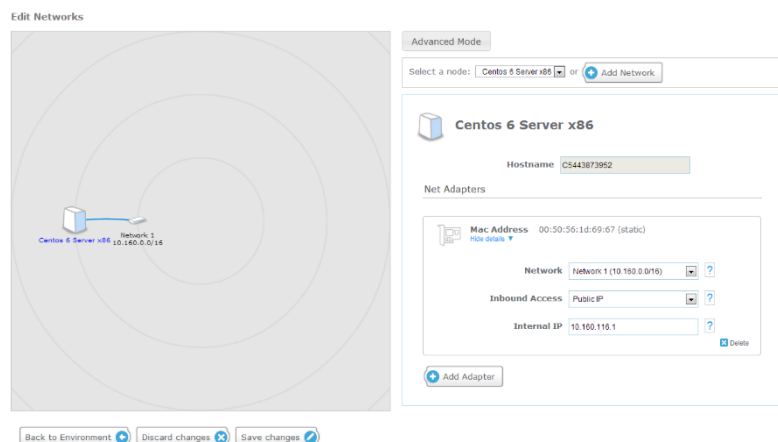 Edit Networks
Advanced Mode
Select a node: Centos 6 Server x86 or Add Network
Centos 6 Server x86
Hostname C5443873952
Net Adapters
Mac Address 00:50:56:1d:69:67 (static)
Hide details
Network Network 1 (10.160.0.0/16) ?
Inbound Access Public IP ?
Internal IP 10.160.116.1 ?
Delete
Add Adapter
Centos 6 Server x86
Network 1
10.160.0.0/16
Back to Environment Discard changes Save changes